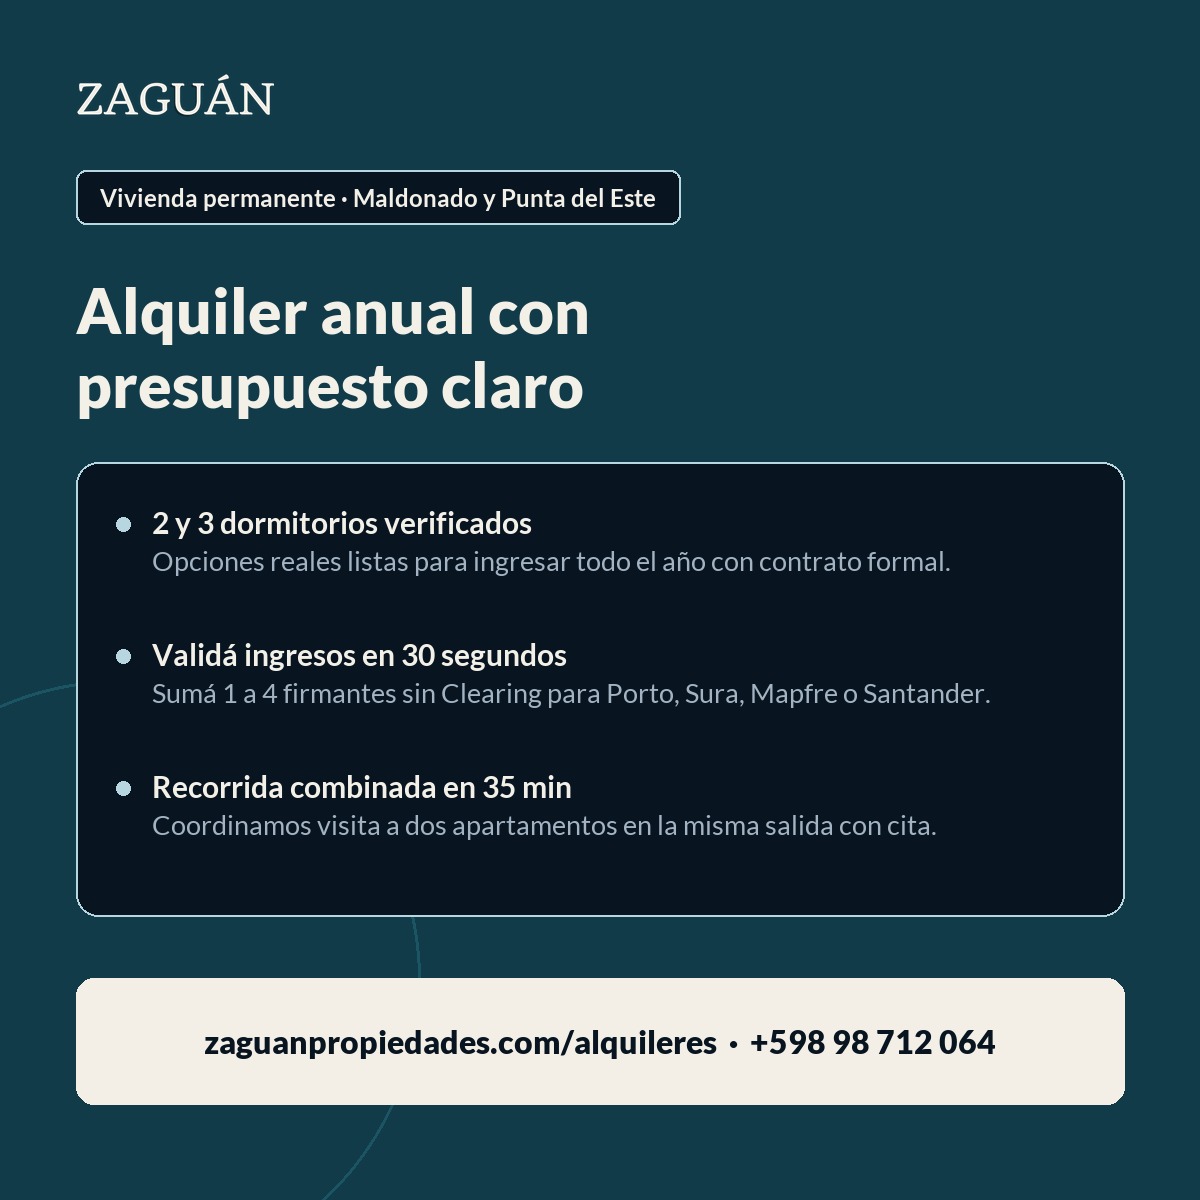 ZAGUÁN
Vivienda permanente · Maldonado y Punta del Este
Alquiler anual con
presupuesto claro
2 y 3 dormitorios verificados
Opciones reales listas para ingresar todo el año con contrato formal.
Validá ingresos en 30 segundos
Sumá 1 a 4 firmantes sin Clearing para Porto, Sura, Mapfre o Santander.
Recorrida combinada en 35 min
Coordinamos visita a dos apartamentos en la misma salida con cita.
zaguanpropiedades.com/alquileres · +598 98 712 064